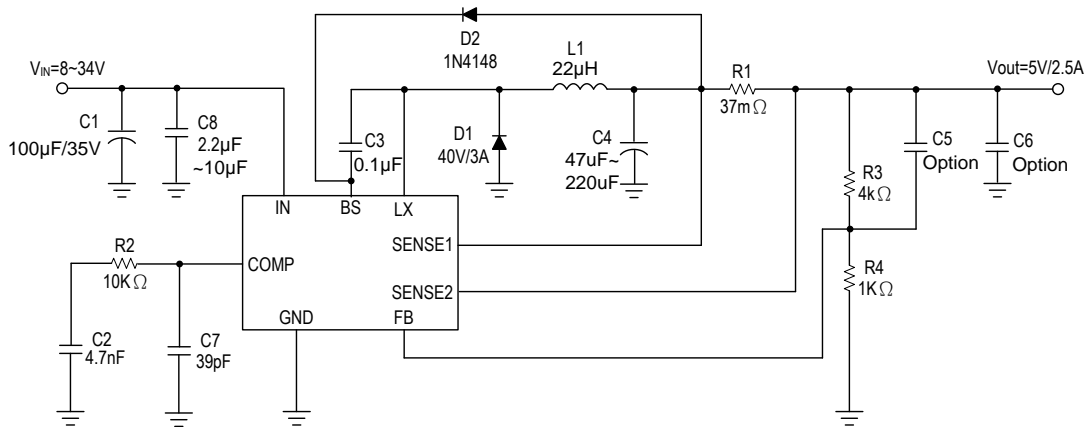 D2
1N4148
VIN=8~34V
L1
22μH
R1
37mΩ
Vout=5V/2.5A
C1
100μF/35V
C8
2.2μF
~10μF
C3
0.1μF
D1
40V/3A
C4
47uF~
220uF
C5
Option
C6
Option
R3
4kΩ
IN
BS
LX
SENSE1
R2
10KΩ
COMP
SENSE2
R4
1KΩ
GND
FB
C2
4.7nF
C7
39pF